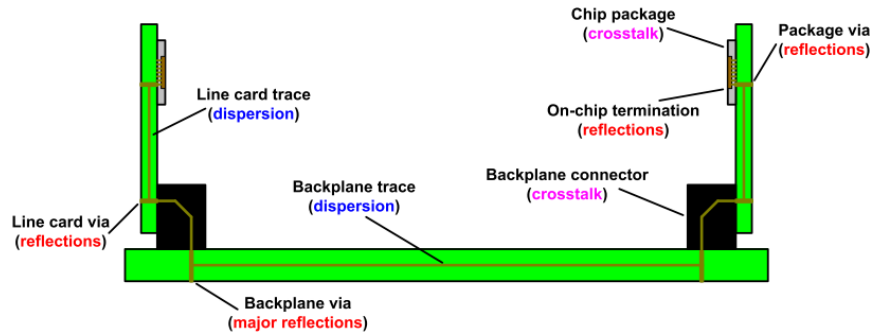 Chip package
(crosstalk)
Package via
(reflections)
Line card trace
(dispersion)
On-chip termination
(reflections)
Backplane trace
(dispersion)
Backplane connector
(crosstalk)
Line card via
(reflections)
Backplane via
(major reflections)